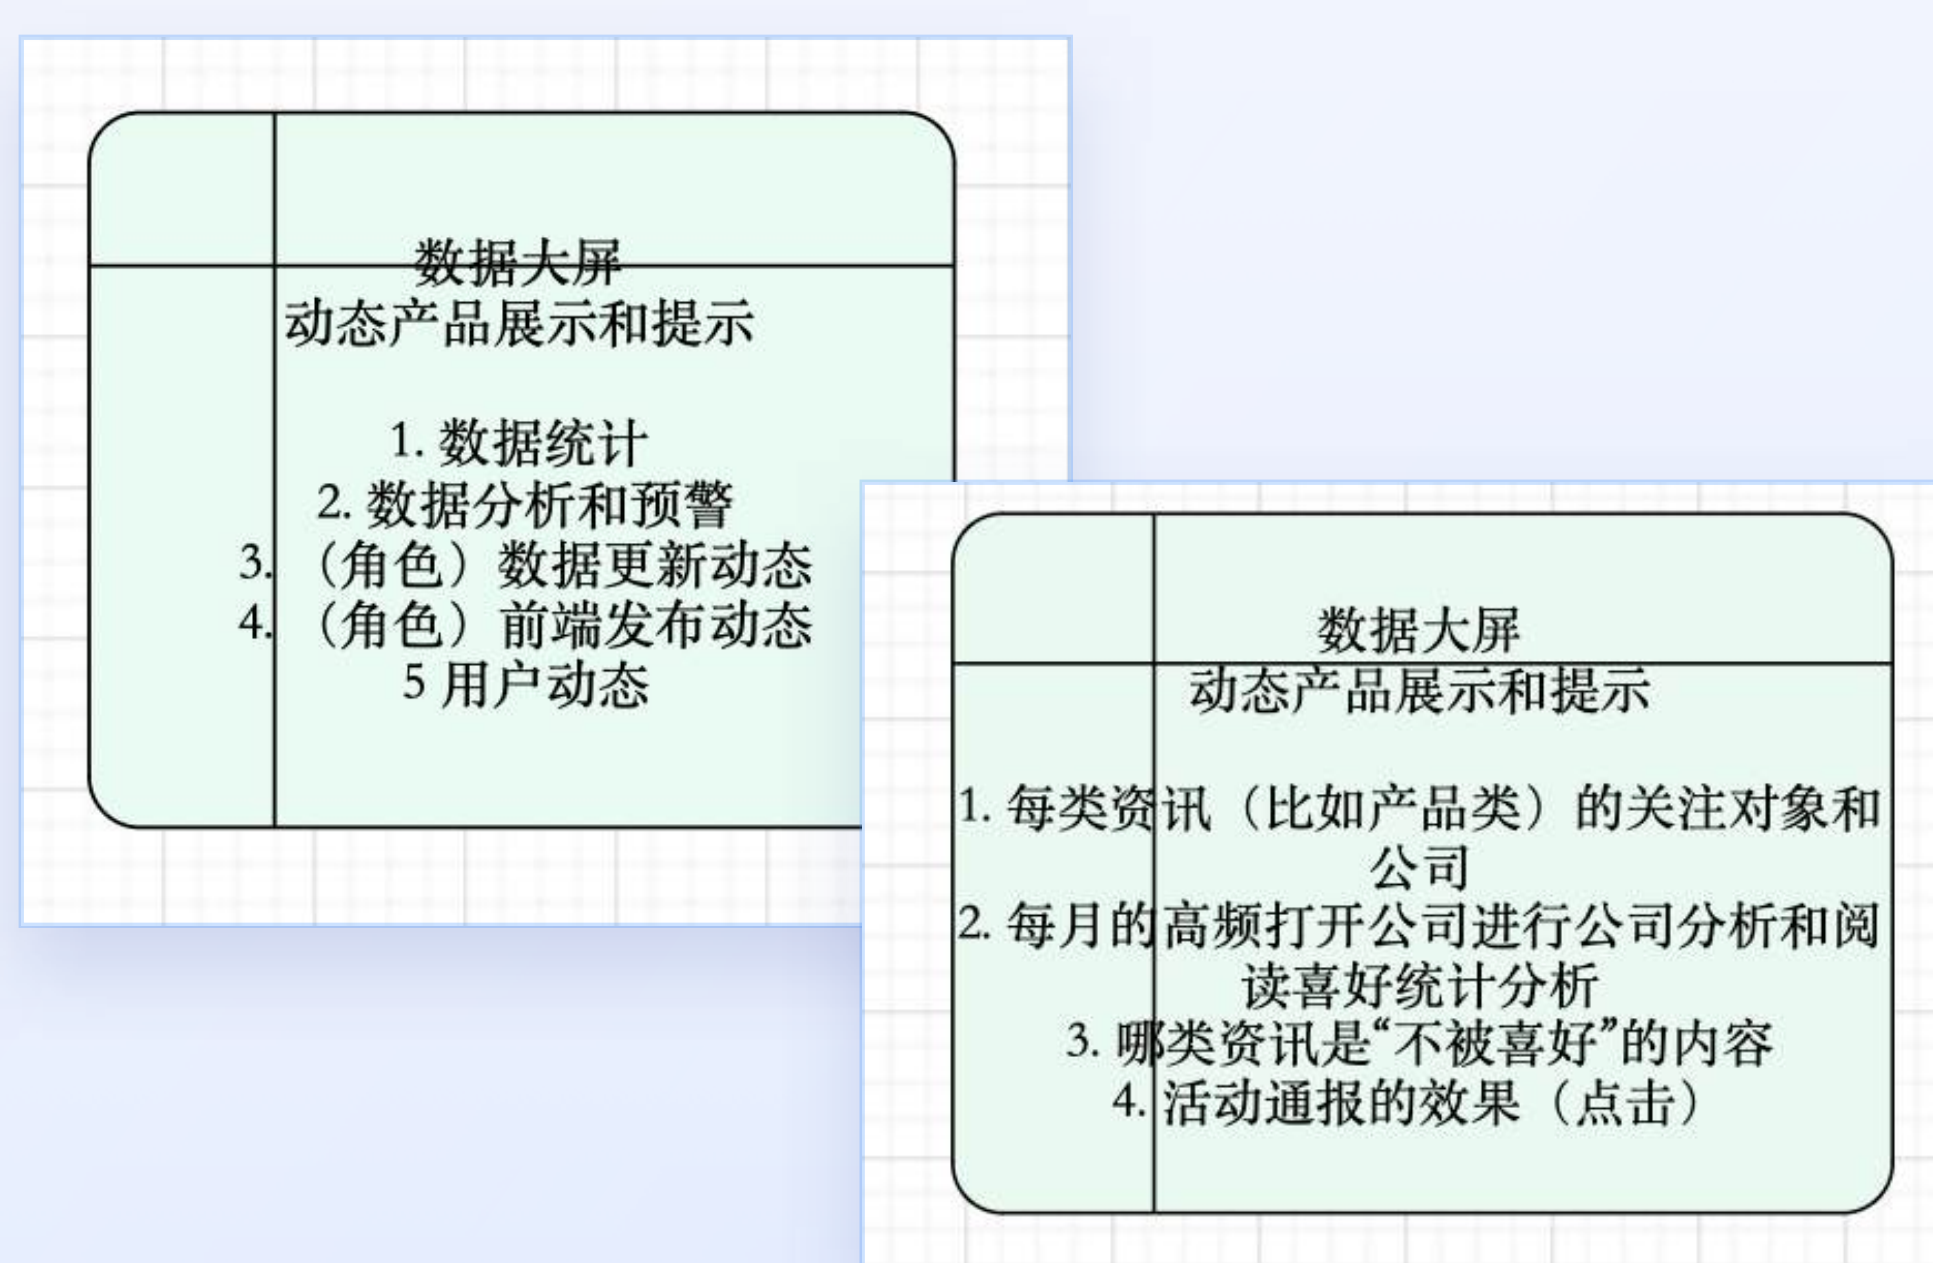 数据大屏
动态产品展示和提示
1. 数据统计
2. 数据分析和预警
3. （角色）数据更新动态
4. （角色）前端发布动态
5 用户动态
数据大屏
动态产品展示和提示
1. 每类资讯（比如产品类）的关注对象和
公司
2. 每月的高频打开公司进行公司分析和阅
读喜好统计分析
3. 哪类资讯是“不被喜好”的内容
4. 活动通报的效果（点击）